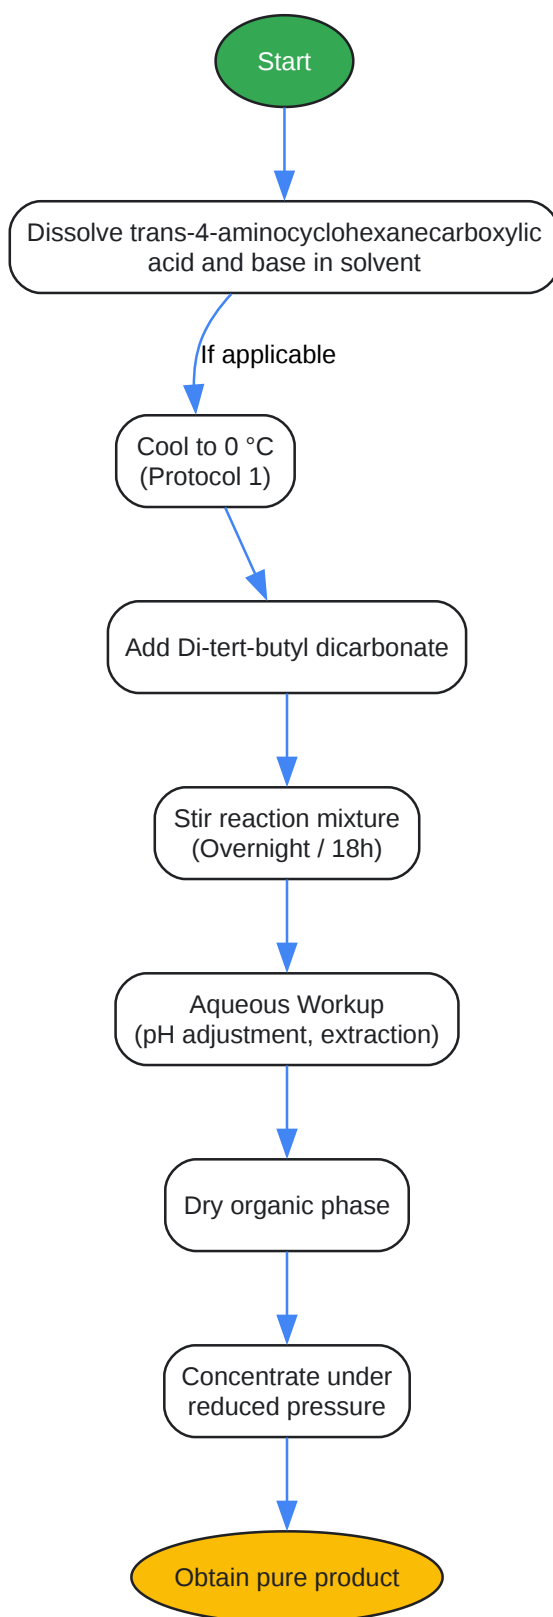 Start
Dissolve trans-4-aminocyclohexanecarboxylic
acid and base in solvent
If applicable
Cool to 0 °C
(Protocol 1)
Add Di-tert-butyl dicarbonate
Stir reaction mixture
(Overnight / 18h)
Aqueous Workup
(pH adjustment, extraction)
Dry organic phase
Concentrate under
reduced pressure
Obtain pure product